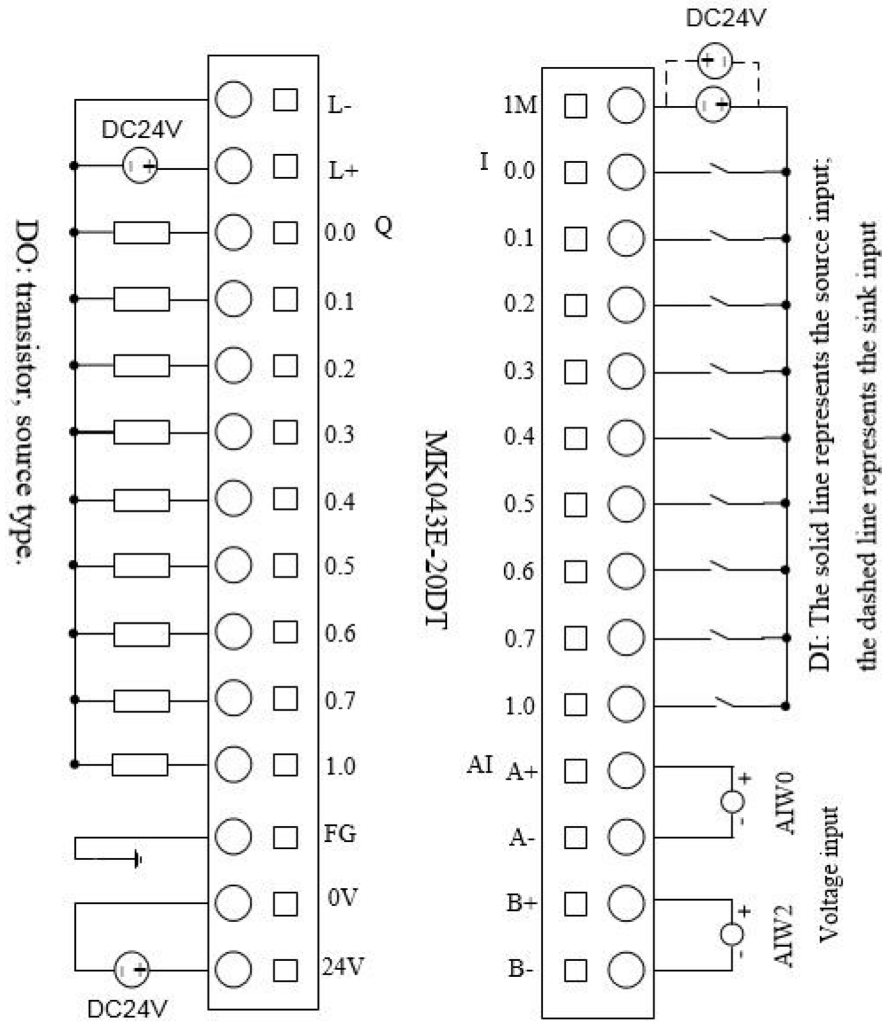 DC24V
L-
DC24V
L+
0.0 Q
0.1
0.2
0.3
0.4
0.5
0.6
0.7
1.0
FG
0V
24V
DC24V
DO: transistor, source type.
MK043E-20DT
1M
I 0.0
0.1
0.2
0.3
0.4
0.5
0.6
0.7
1.0
AI A+
A-
B+
B-
+
-
AIW0
+
-
AIW2
Voltage input
DI: The solid line represents the source input;
the dashed line represents the sink input